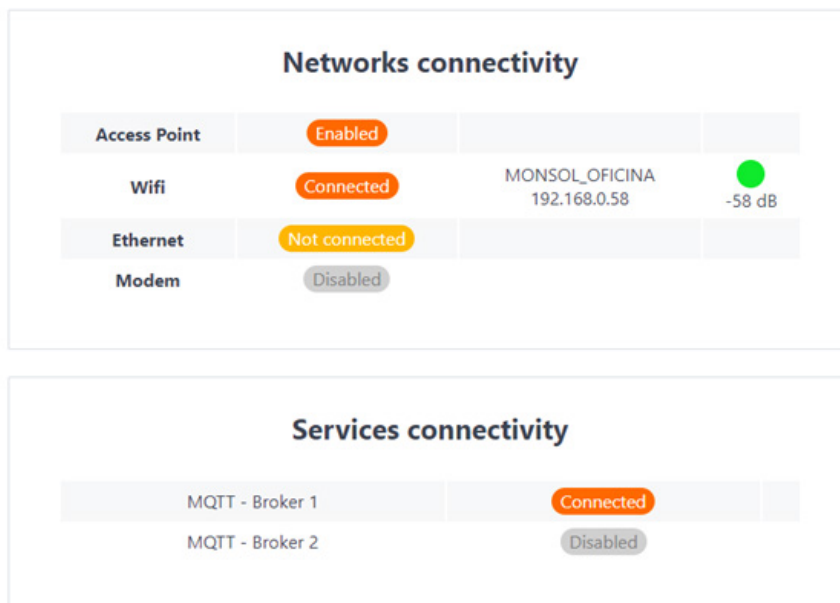 Networks connectivity
Access Point Enabled
Wifi Connected MONSOL_OFICINA
192.168.0.58 -58 dB
Ethernet Not connected
Modem Disabled
Services connectivity
MQTT - Broker 1 Connected
MQTT - Broker 2 Disabled